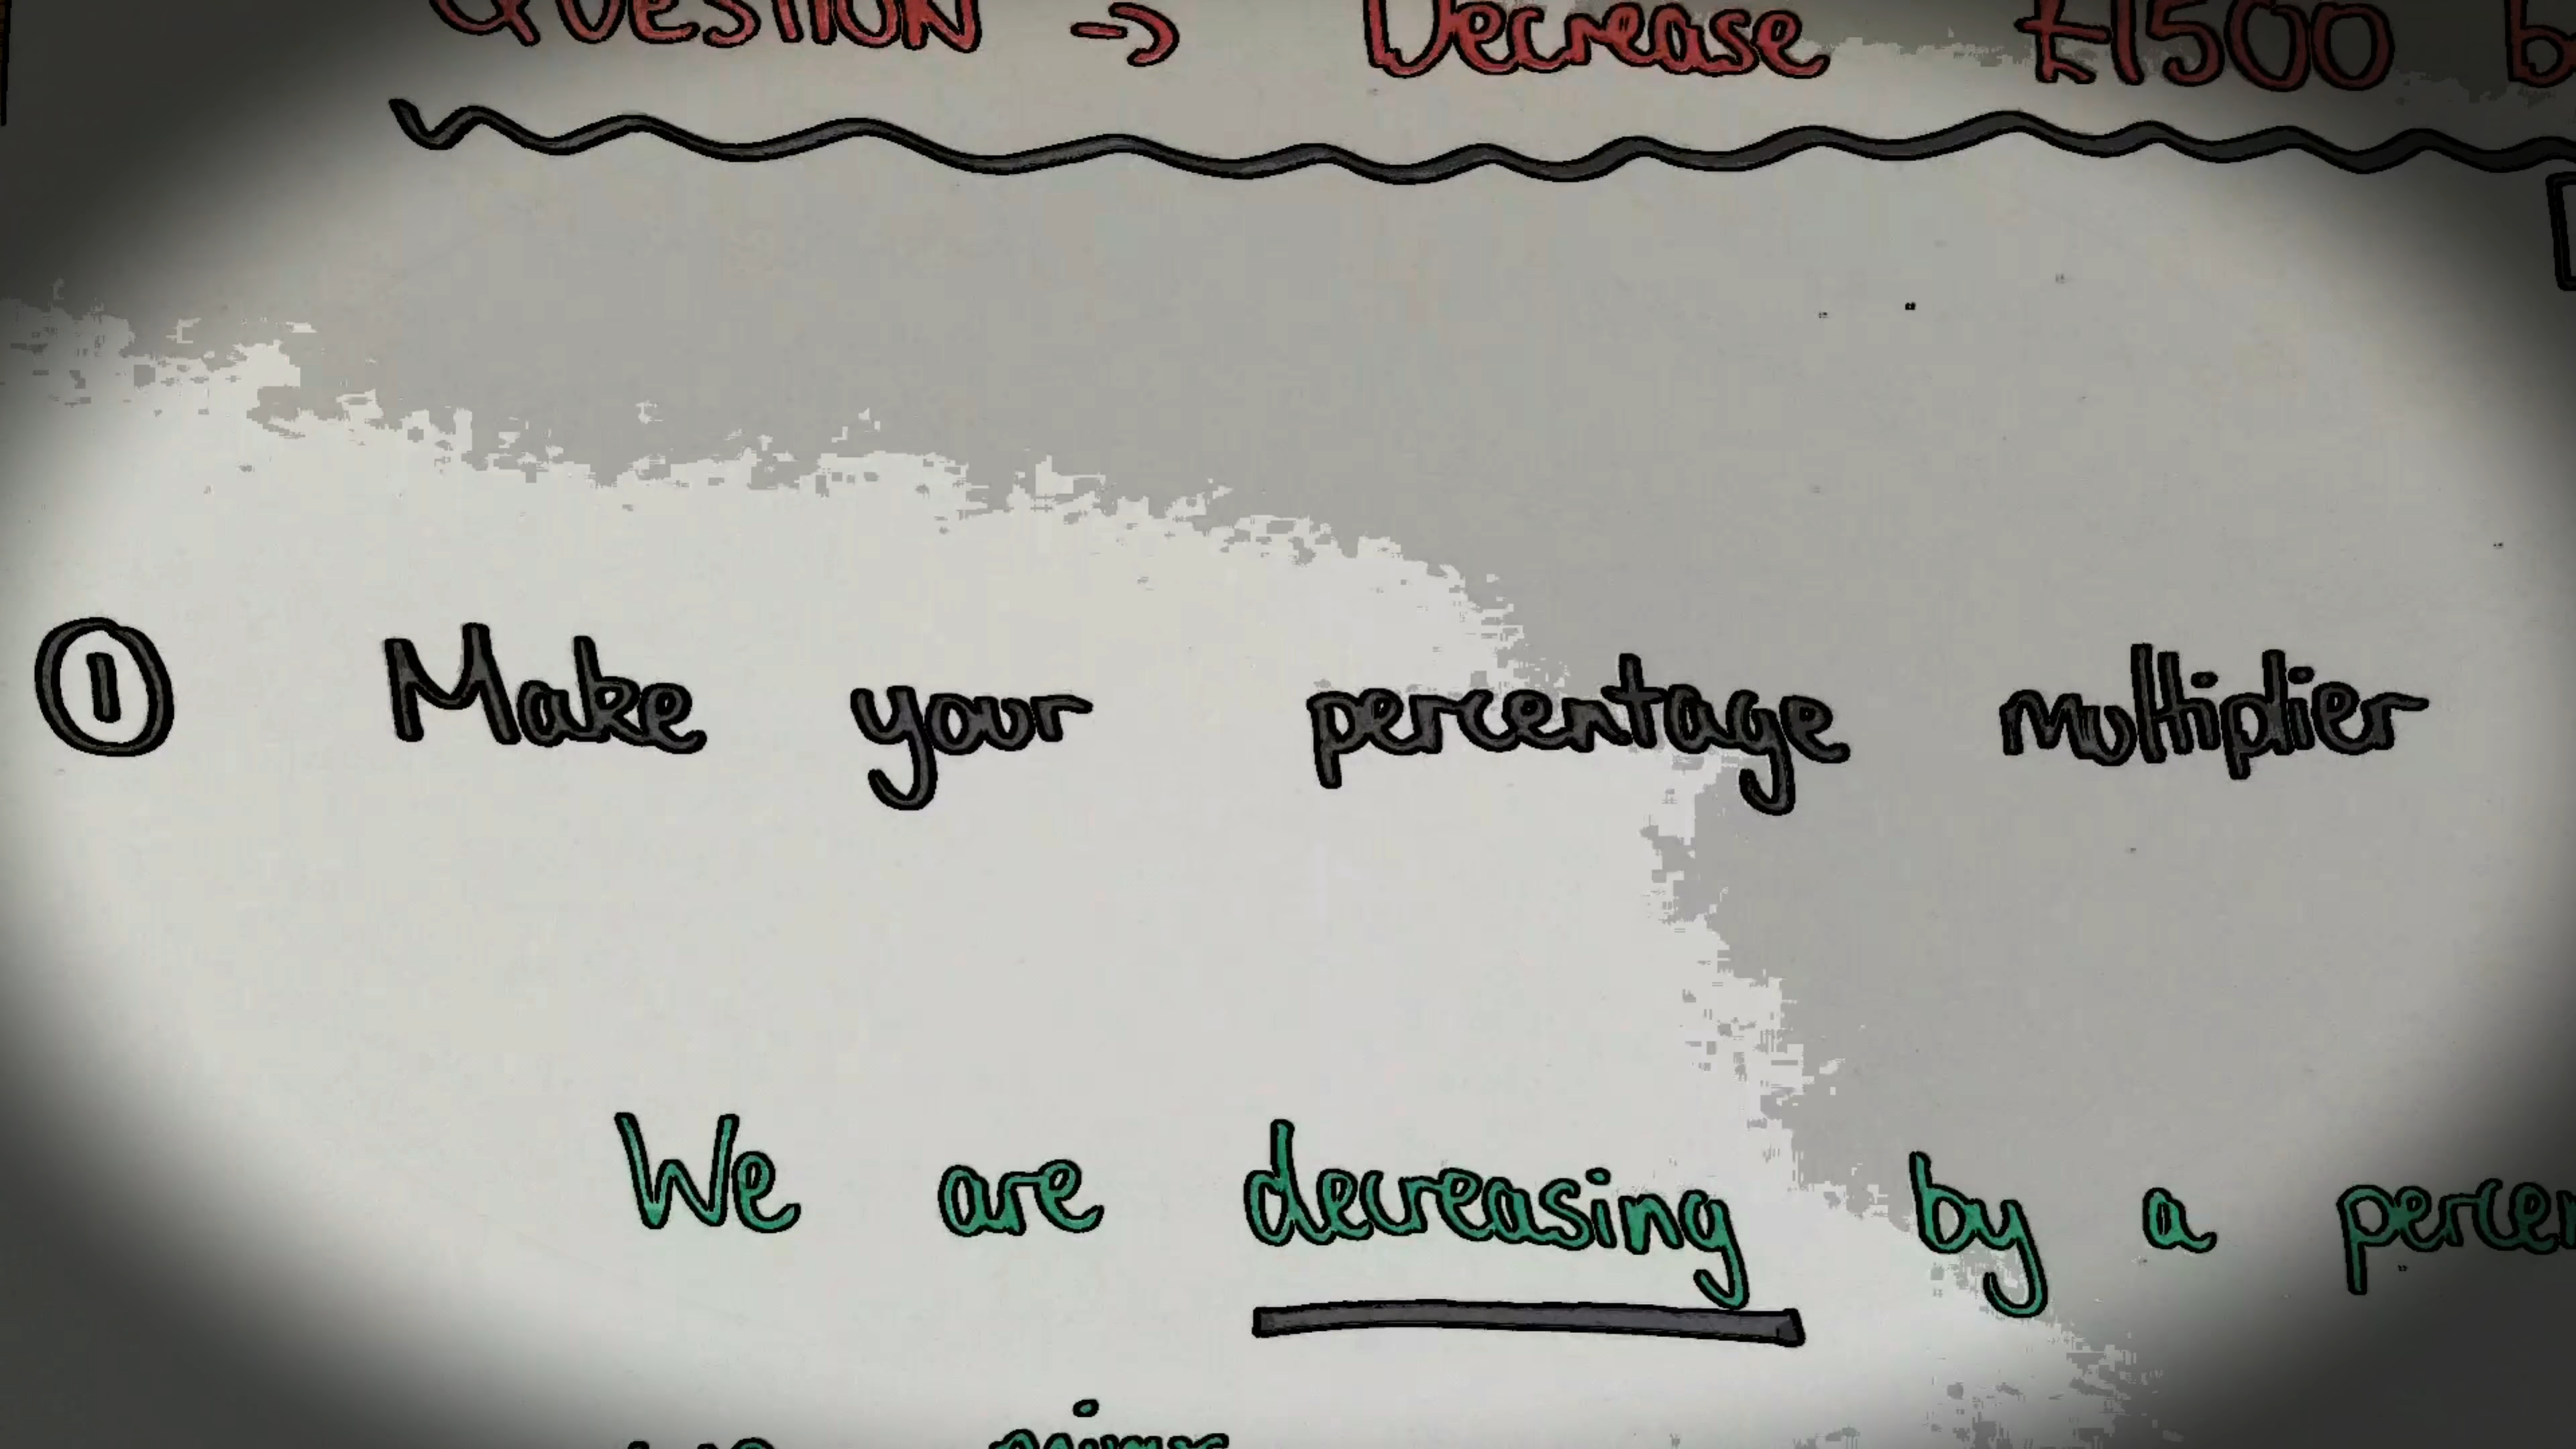 QUESTION -> Decrease £1500
① Make your percentage multiplier
We are decreasing by a